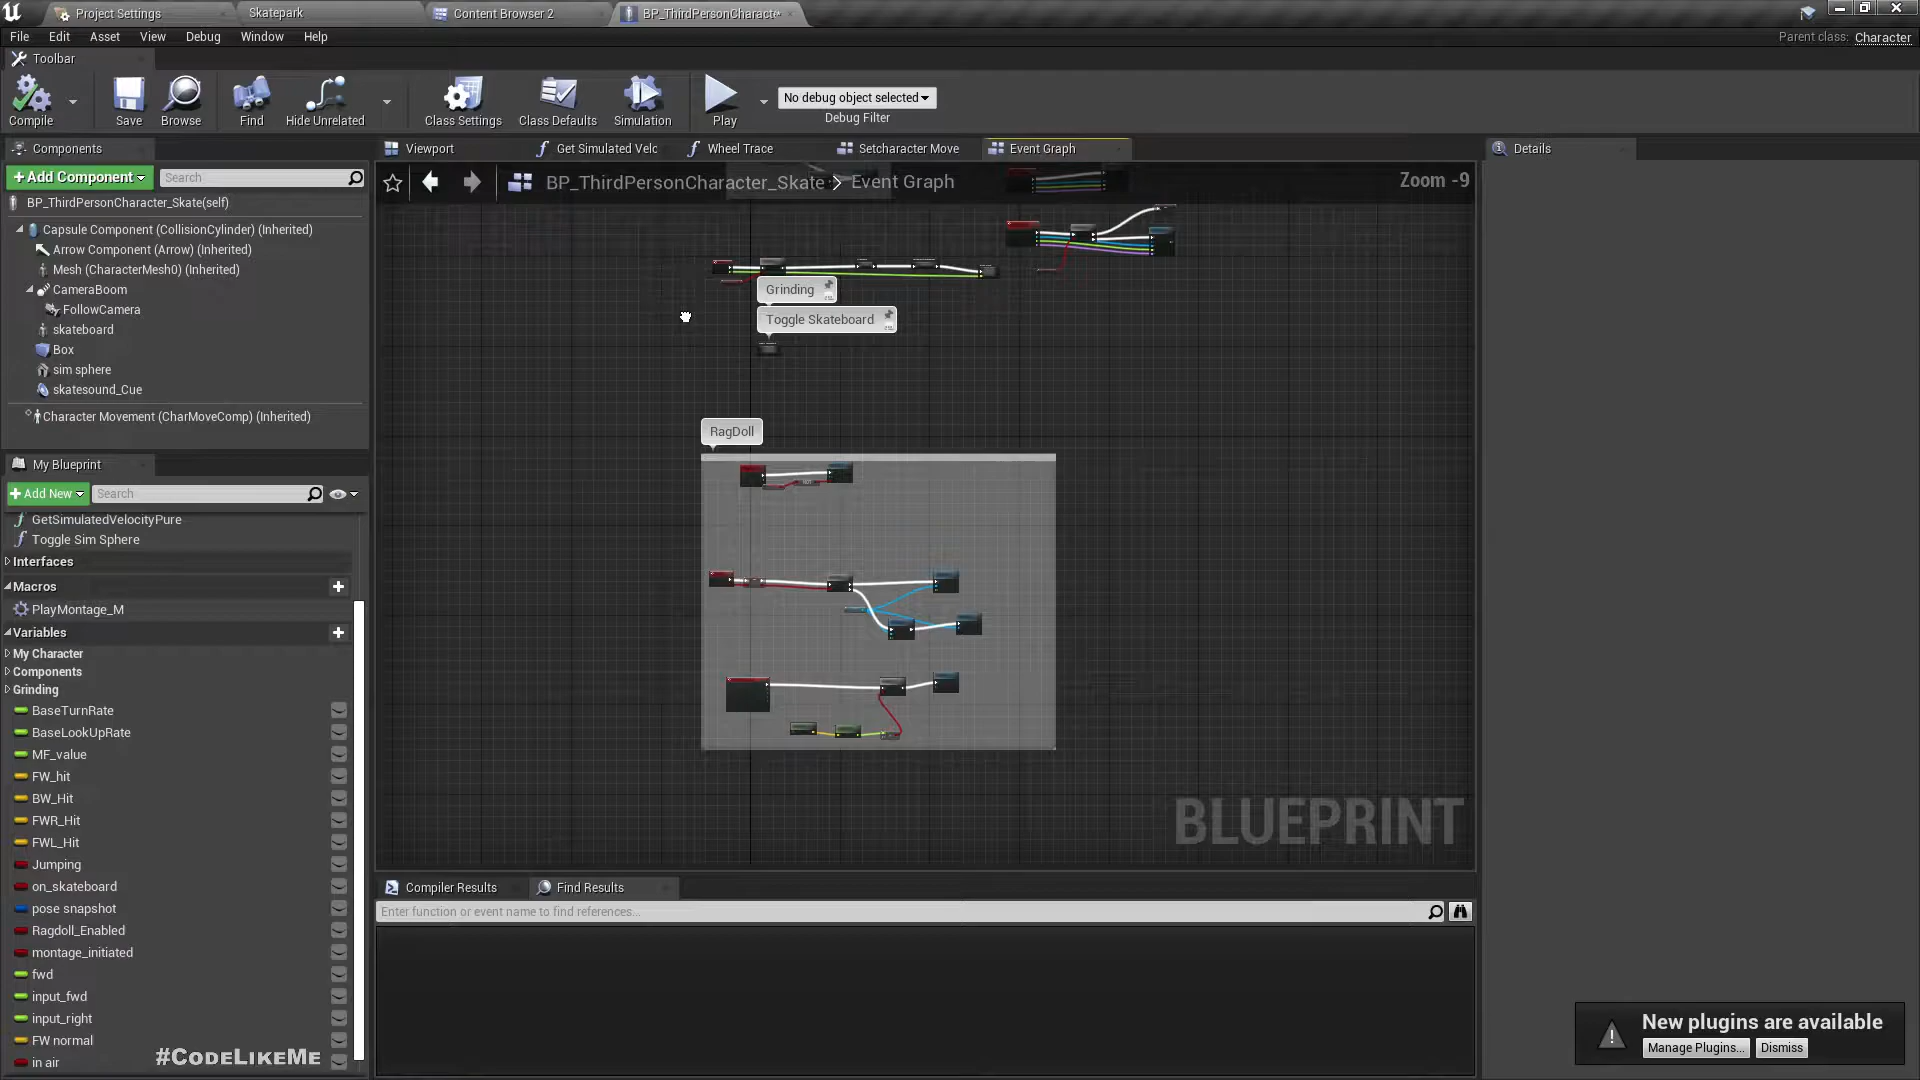 Project Settings
Skatepark
Content Browser 2
BP_ThirdPersonCharacte*
File Edit Asset View Debug Window Help
Parent class: Character
Toolbar
Compile
Save
Browse
Find
Hide Unrelated
Class Settings
Class Defaults
Simulation
Play
No debug object selected
Debug Filter
Components
Add Component
Search
BP_ThirdPersonCharacter_Skate(self)
Capsule Component (CollisionCylinder) (Inherited)
Arrow Component (Arrow) (Inherited)
Mesh (CharacterMesh0) (Inherited)
CameraBoom
FollowCamera
skateboard
Box
sim sphere
skatesound_Cue
Character Movement (CharMoveComp) (Inherited)
My Blueprint
Add New
Search
GetSimulatedVelocityPure
Toggle Sim Sphere
Interfaces
Macros
PlayMontage_M
Variables
My Character
Components
Grinding
BaseTurnRate
BaseLookUpRate
MF_value
FW_hit
BW_Hit
FWR_Hit
FWL_Hit
Jumping
on_skateboard
pose snapshot
Ragdoll_Enabled
montage_initiated
fwd
input_fwd
input_right
FW normal
in air
#CodeLikeMe
Viewport
Get Simulated Velc
Wheel Trace
Setcharacter Move
Event Graph
BP_ThirdPersonCharacter_Skate > Event Graph
Zoom -9
Grinding
Toggle Skateboard
RagDoll
BLUEPRINT
Compiler Results
Find Results
Enter function or event name to find references...
Details
New plugins are available
Manage Plugins...
Dismiss